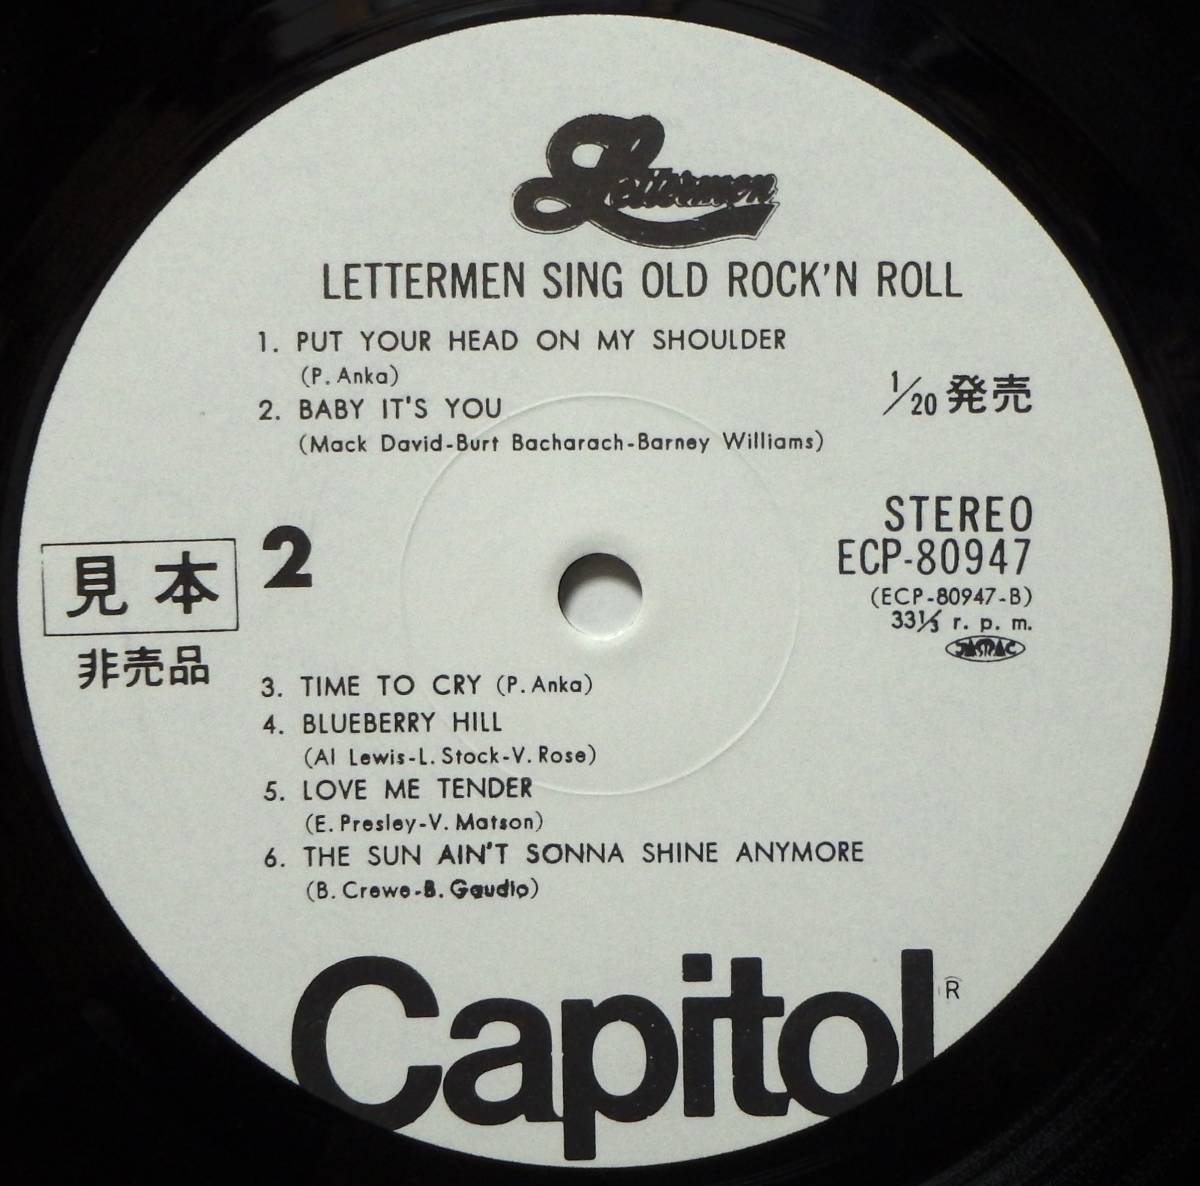 Lettermen
LETTERMEN SING OLD ROCK'N ROLL
1. PUT YOUR HEAD ON MY SHOULDER
(P. Anka)
2. BABY IT'S YOU
(Mack David-Burt Bacharach-Barney Williams)
1/20 発売
見本
非売品
2
STEREO
ECP-80947
(ECP-80947-B)
33⅓ r. p. m.
JASRAC
3. TIME TO CRY (P. Anka)
4. BLUEBERRY HILL
(Al Lewis-L. Stock-V. Rose)
5. LOVE ME TENDER
(E. Presley-V. Matson)
6. THE SUN AIN'T SONNA SHINE ANYMORE
(B. Crewe-B. Gaudio)
Capitol ®